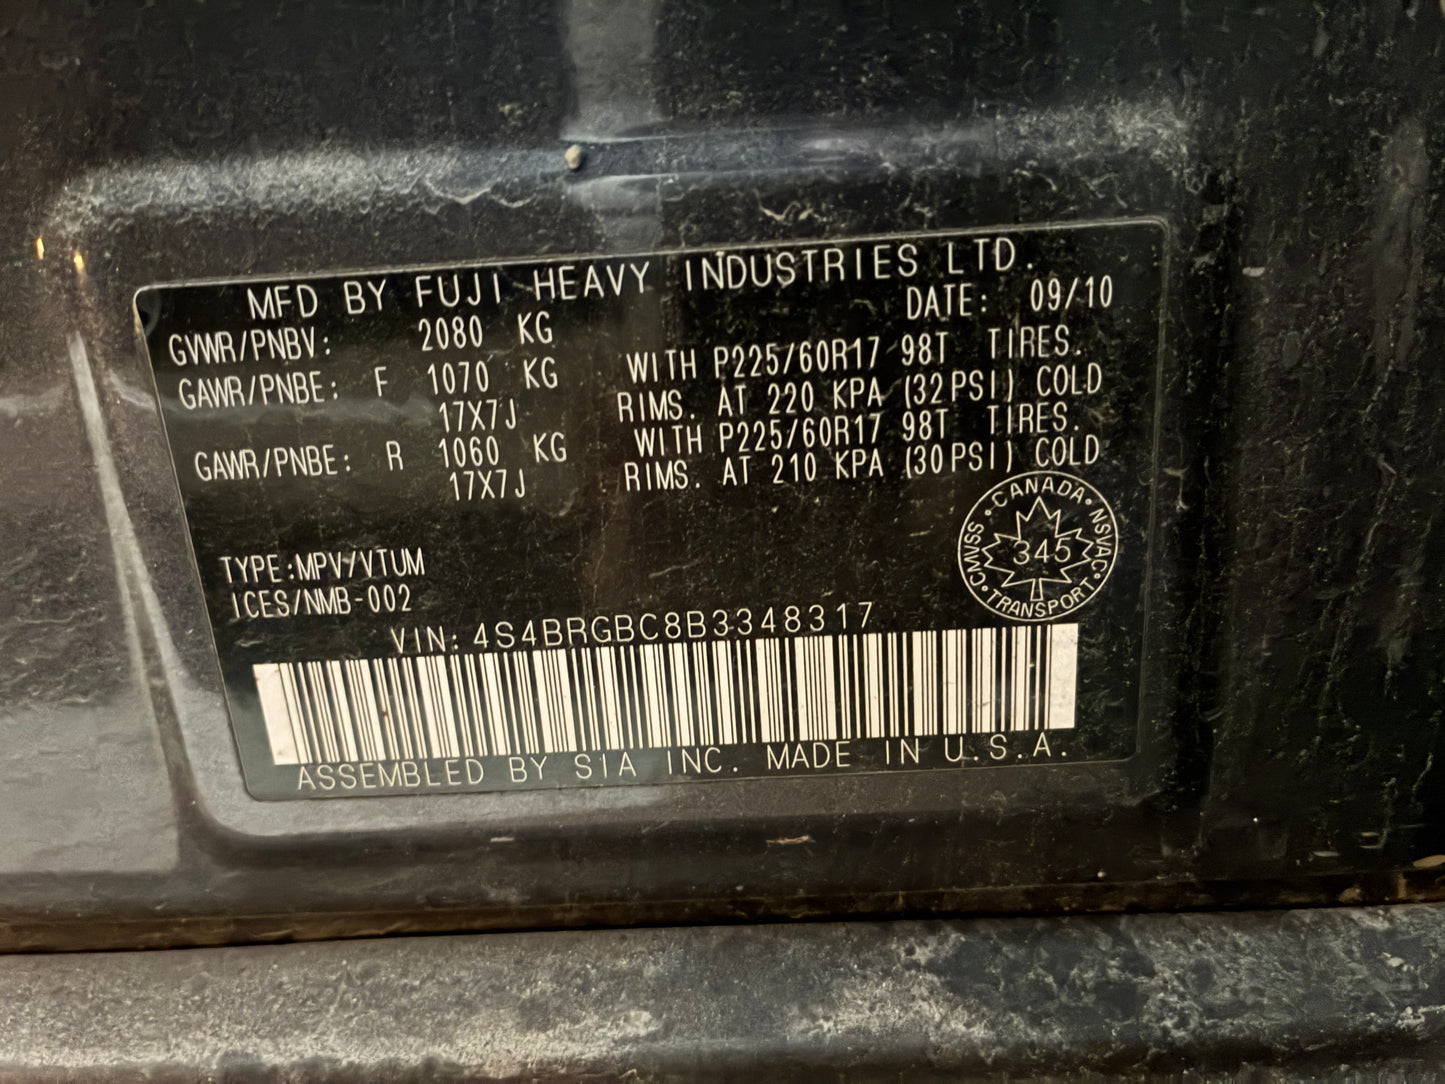 MFD BY FUJI HEAVY INDUSTRIES LTD.
DATE: 09/10
GVWR/PNBV: 2080 KG
GAWR/PNBE: F 1070 KG WITH P225/60R17 98T TIRES.
17X7J RIMS. AT 220 KPA (32PSI) COLD
GAWR/PNBE: R 1060 KG WITH P225/60R17 98T TIRES.
17X7J RIMS. AT 210 KPA (30PSI) COLD
CANADA
CMVSS 345 NSVAC
TRANSPORT
TYPE:MPV/VTUM
ICES/NMB-002
VIN: 4S4BRGBC8B3348317
ASSEMBLED BY SIA INC. MADE IN U.S.A.